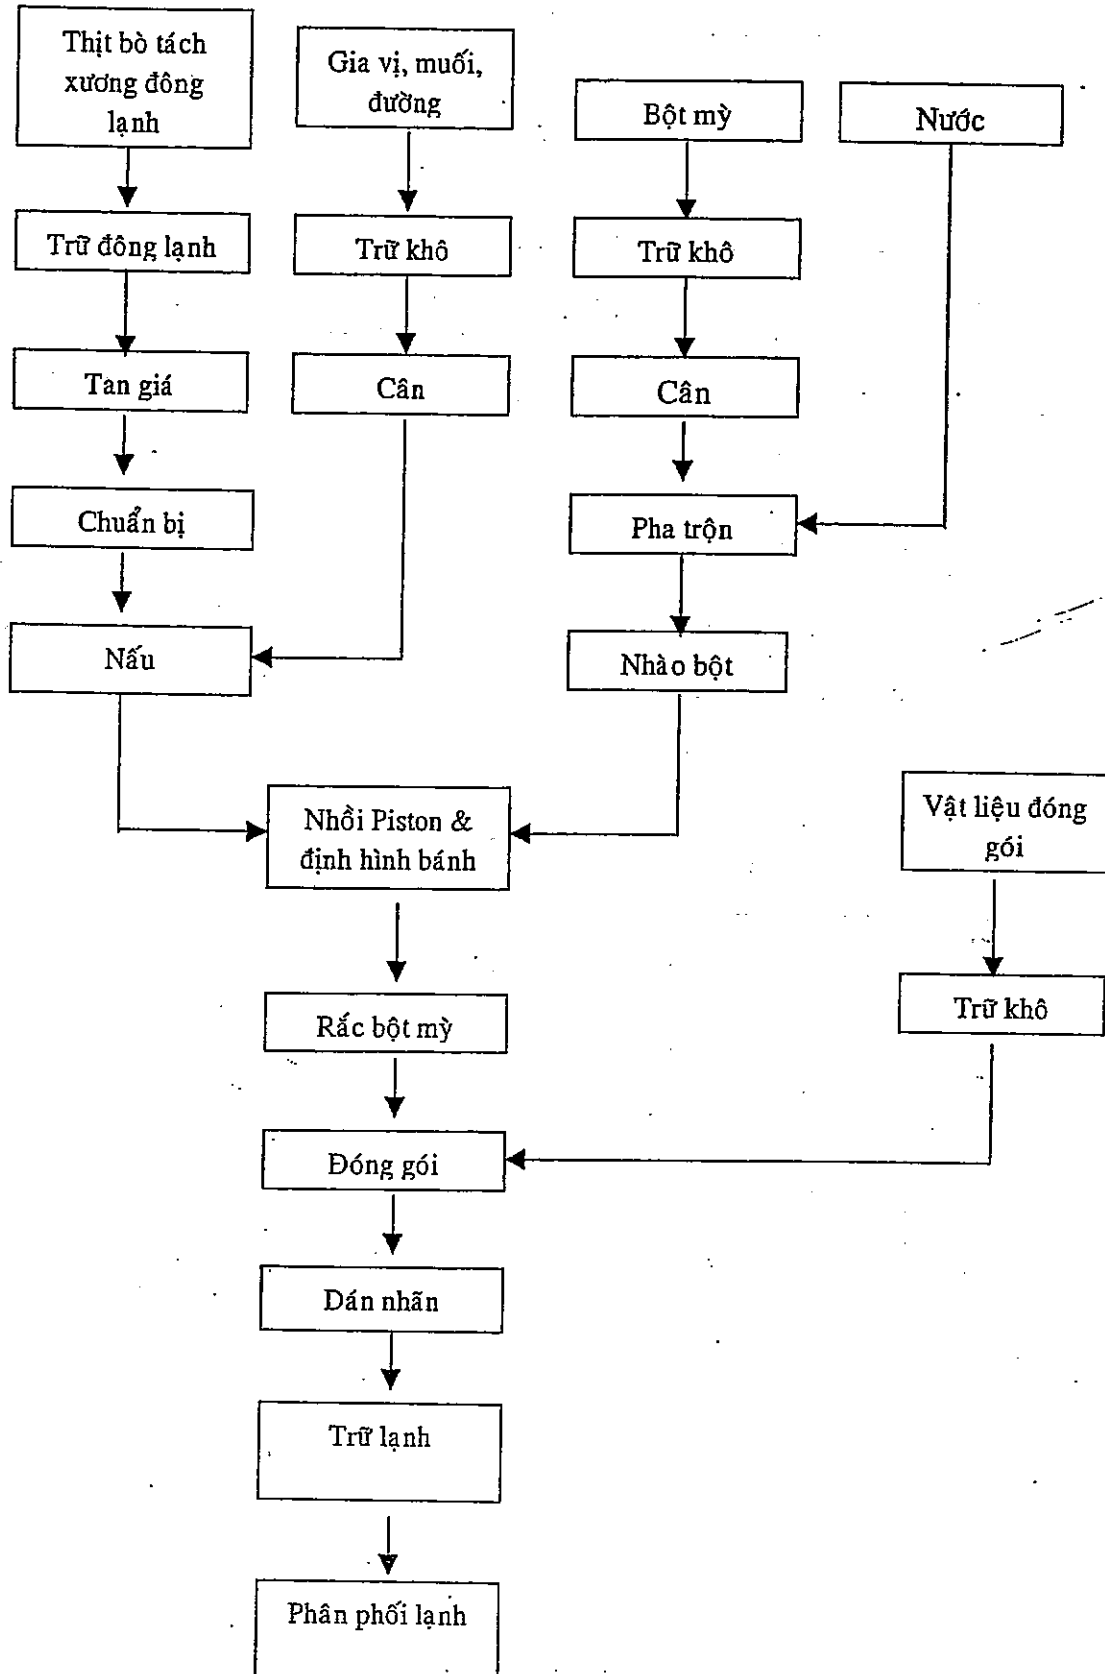 Thịt bò tách
xương đông
lạnh
Gia vị, muối,
đường
Bột mỳ
Nước
Trữ đông lạnh
Trữ khô
Trữ khô
Tan giá
Cân
Cân
Chuẩn bị
Pha trộn
Nấu
Nhào bột
Nhồi Piston &
định hình bánh
Vật liệu đóng
gói
Rắc bột mỳ
Trữ khô
Đóng gói
Dán nhãn
Trữ lạnh
Phân phối lạnh